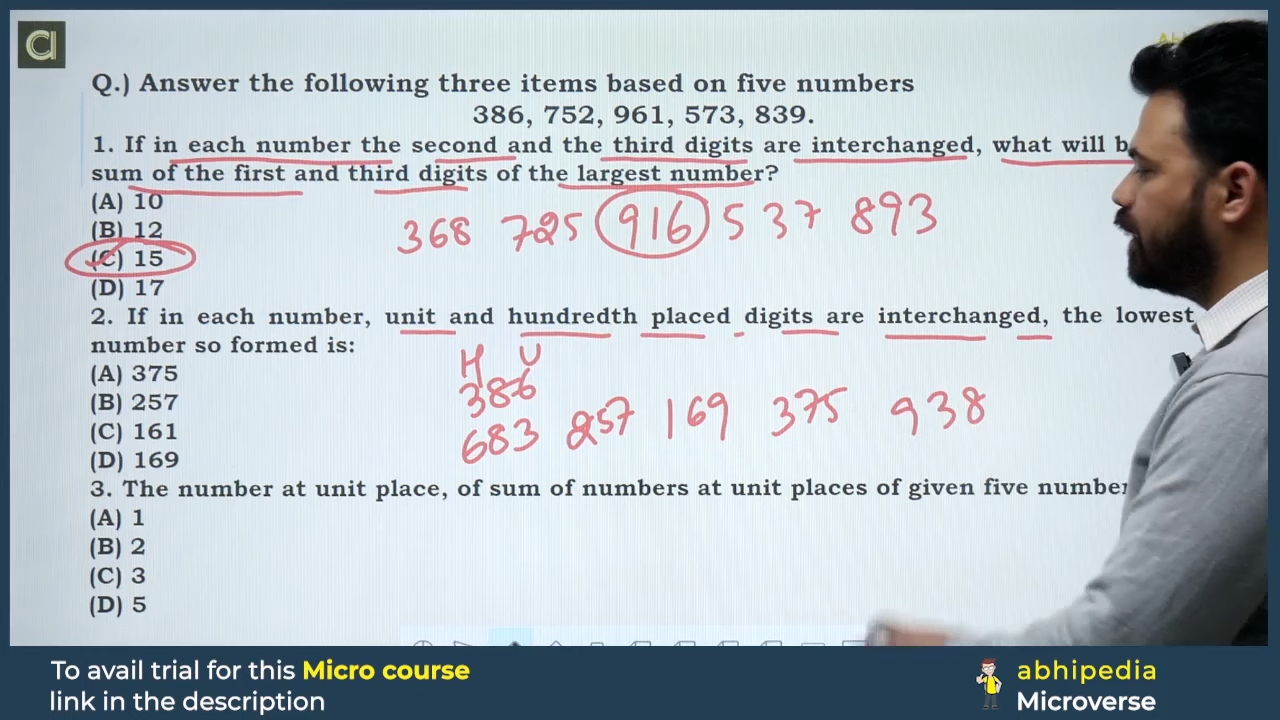 Q.) Answer the following three items based on five numbers
386, 752, 961, 573, 839.
1. If in each number the second and the third digits are interchanged, what will
sum of the first and third digits of the largest number?
(A) 10
(B) 12
(C) 15
(D) 17
368 725 916 537 893
2. If in each number, unit and hundredth placed digits are interchanged, the lowest
number so formed is:
(A) 375
(B) 257
(C) 161
(D) 169
H U
386
683 257 169 375 938
3. The number at unit place, of sum of numbers at unit places of given five
(A) 1
(B) 2
(C) 3
(D) 5
To avail trial for this Micro course
link in the description
abhipedia
Microverse